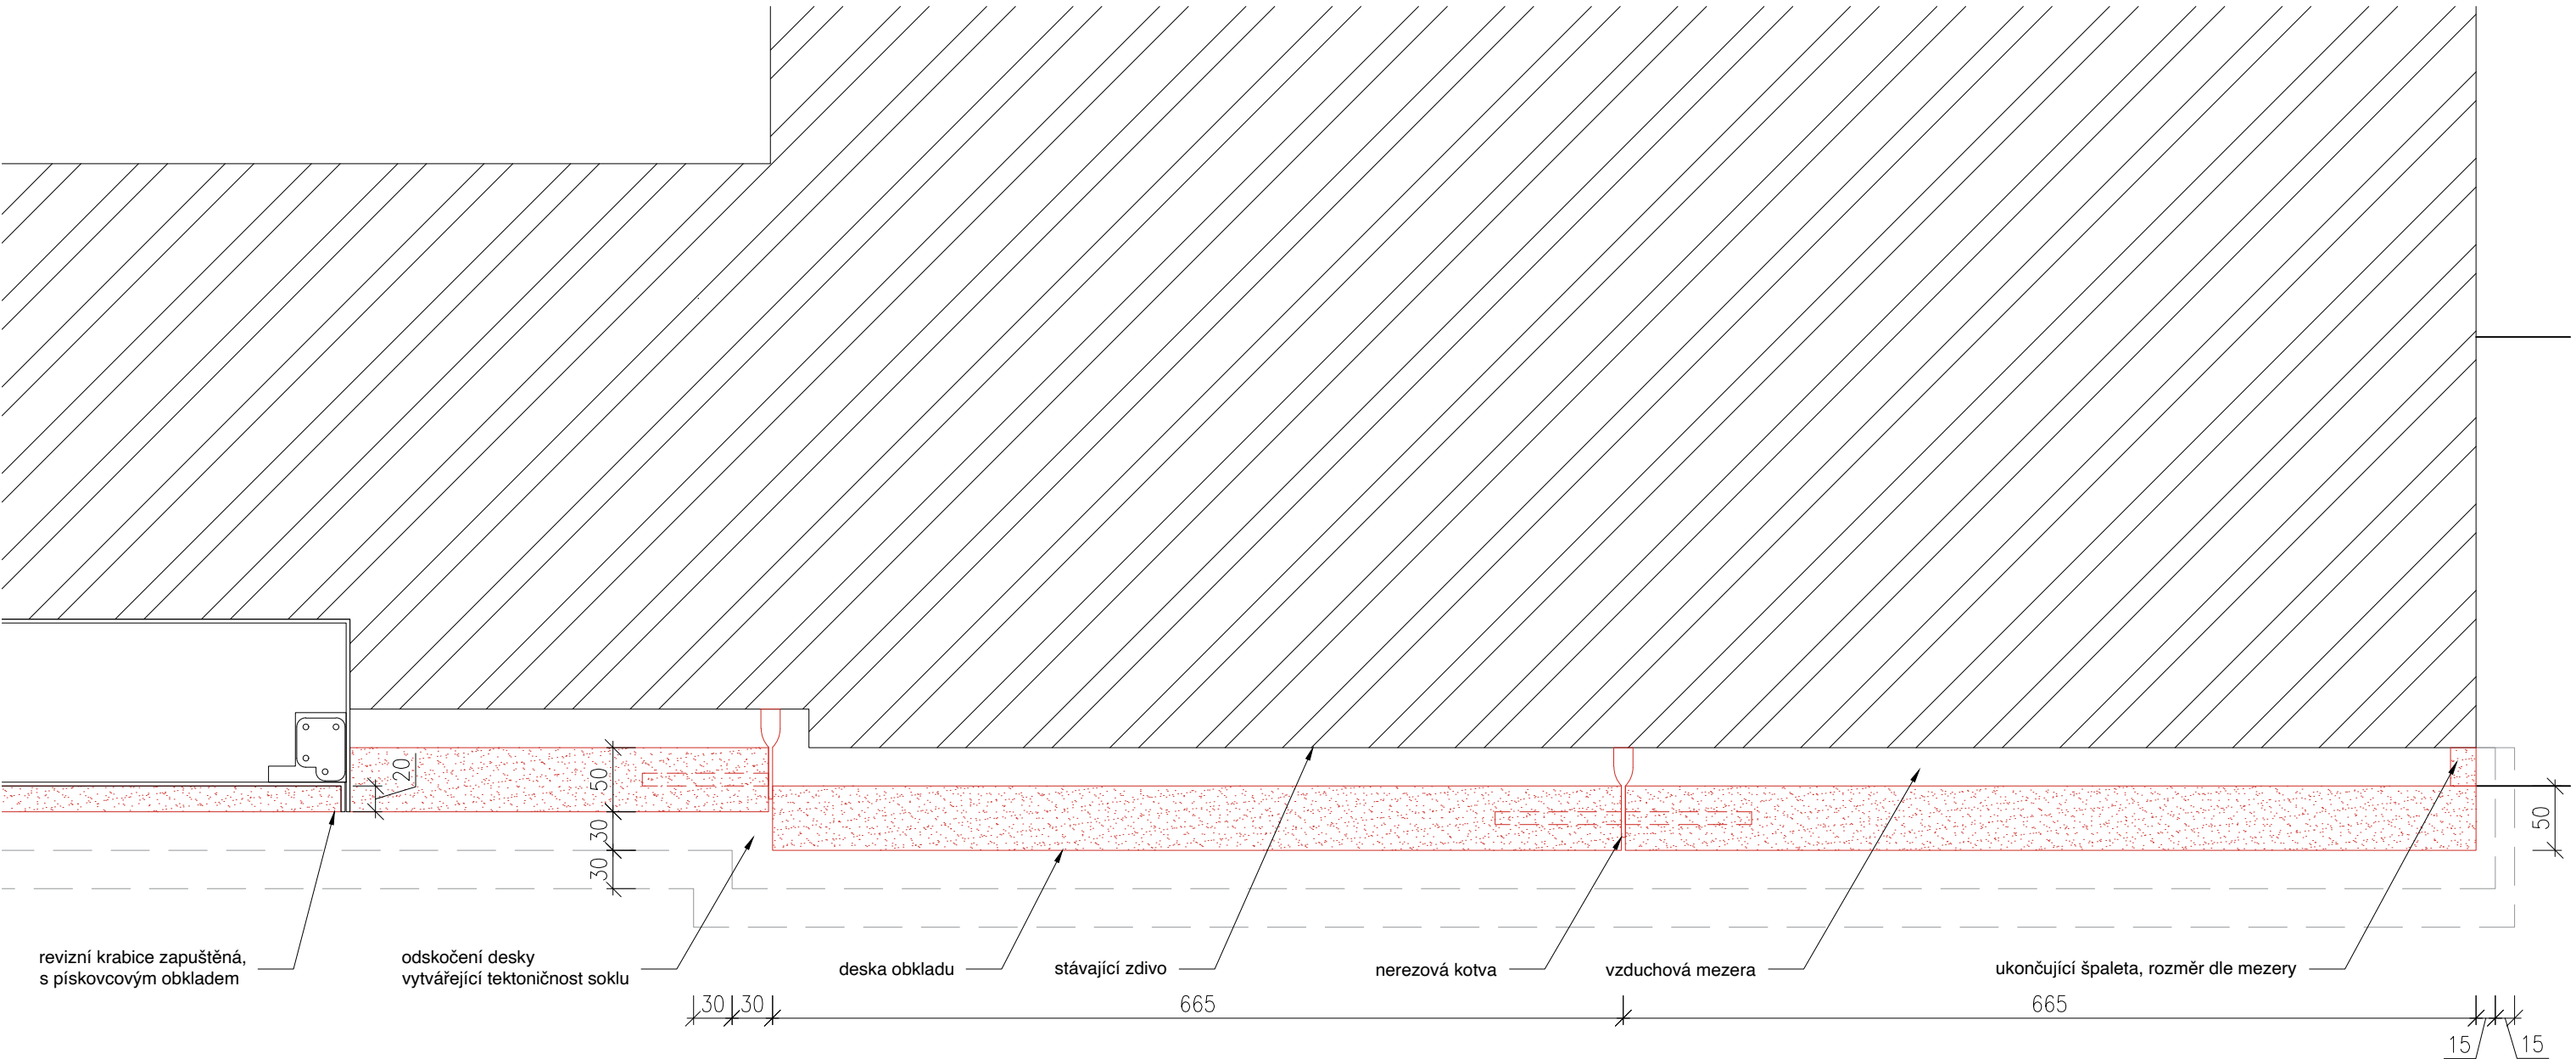 20
50
30
30
50
revizní krabice zapuštěná,
s pískovcovým obkladem
odskočení desky
vytvářející tektoničnost soklu
deska obkladu
stávající zdivo
nerezová kotva
vzduchová mezera
ukončující špaleta, rozměr dle mezery
30 30 665 665
15 15